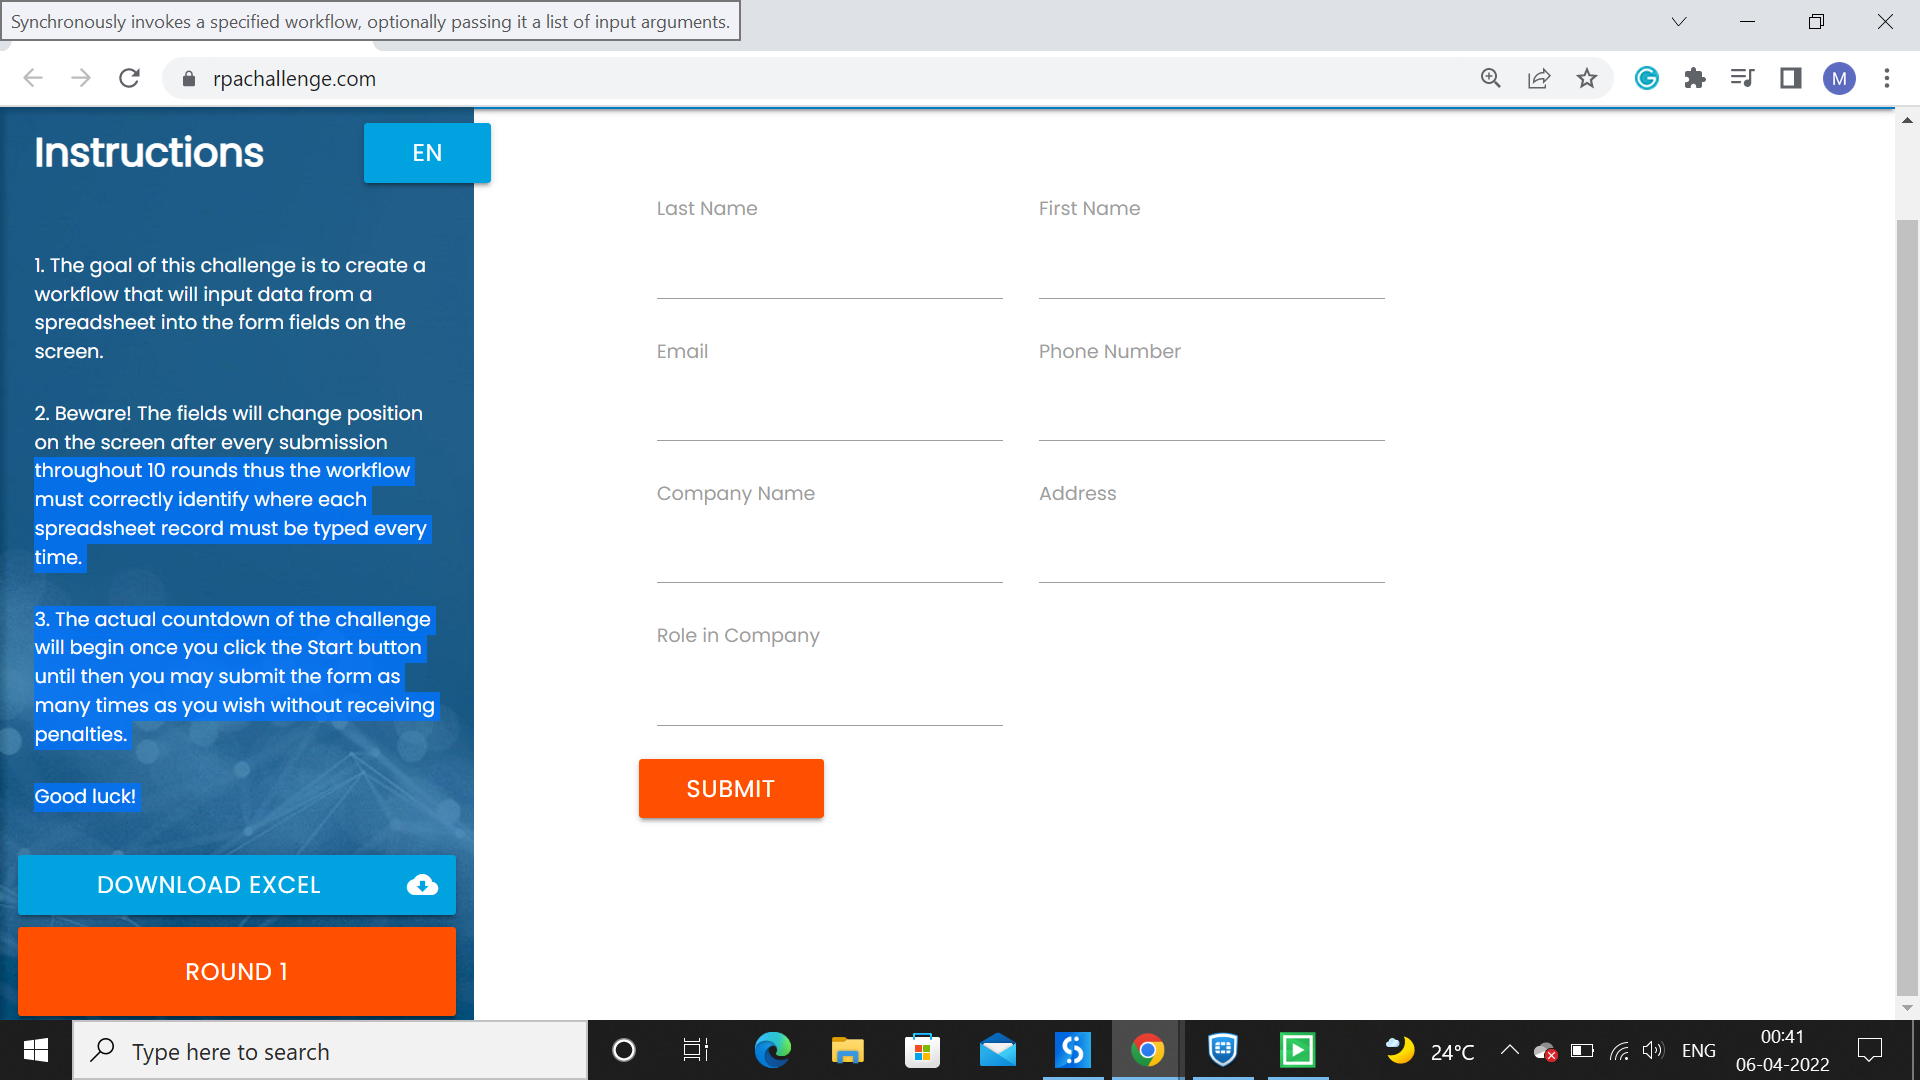 Synchronously invokes a specified workflow, optionally passing it a list of input arguments.
rpachallenge.com
M
Instructions
EN
1. The goal of this challenge is to create a
workflow that will input data from a
spreadsheet into the form fields on the
screen.
2. Beware! The fields will change position
on the screen after every submission
throughout 10 rounds thus the workflow
must correctly identify where each
spreadsheet record must be typed every
time.
3. The actual countdown of the challenge
will begin once you click the Start button
until then you may submit the form as
many times as you wish without receiving
penalties.
Good luck!
DOWNLOAD EXCEL
ROUND 1
Last Name
First Name
Email
Phone Number
Company Name
Address
Role in Company
SUBMIT
Type here to search
24°C
ENG
00:41
06-04-2022